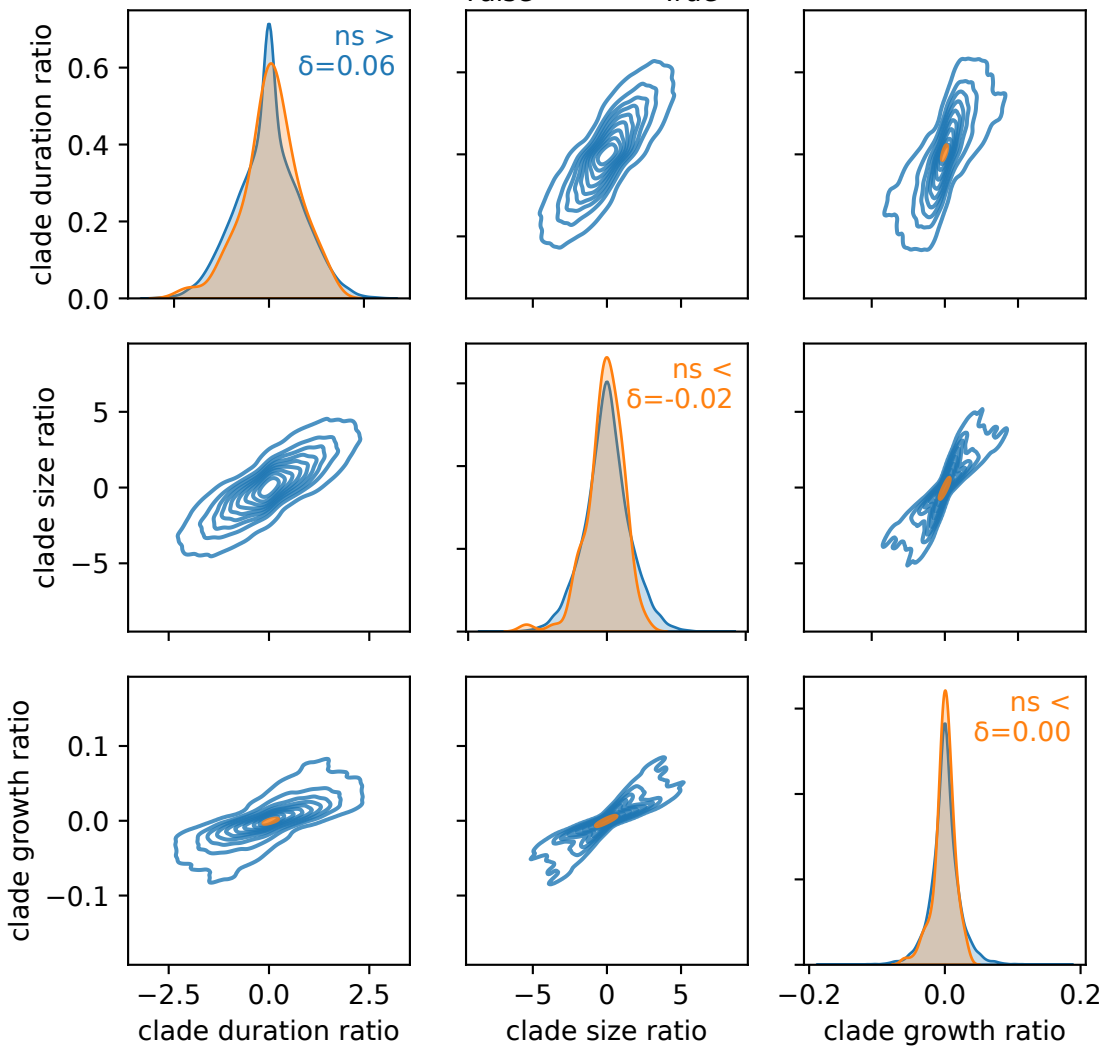 ns >
δ=0.06
clade duration ratio
0.6
0.4
0.2
0.0
ns <
δ=-0.02
clade size ratio
5
0
−5
ns <
δ=0.00
clade growth ratio
0.1
0.0
−0.1
−2.5 0.0 2.5
−5 0 5
−0.2 0.0 0.2
clade duration ratio
clade size ratio
clade growth ratio